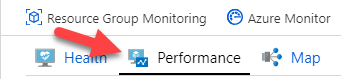 Resource Group Monitoring Azure Monitor
Health Performance Map